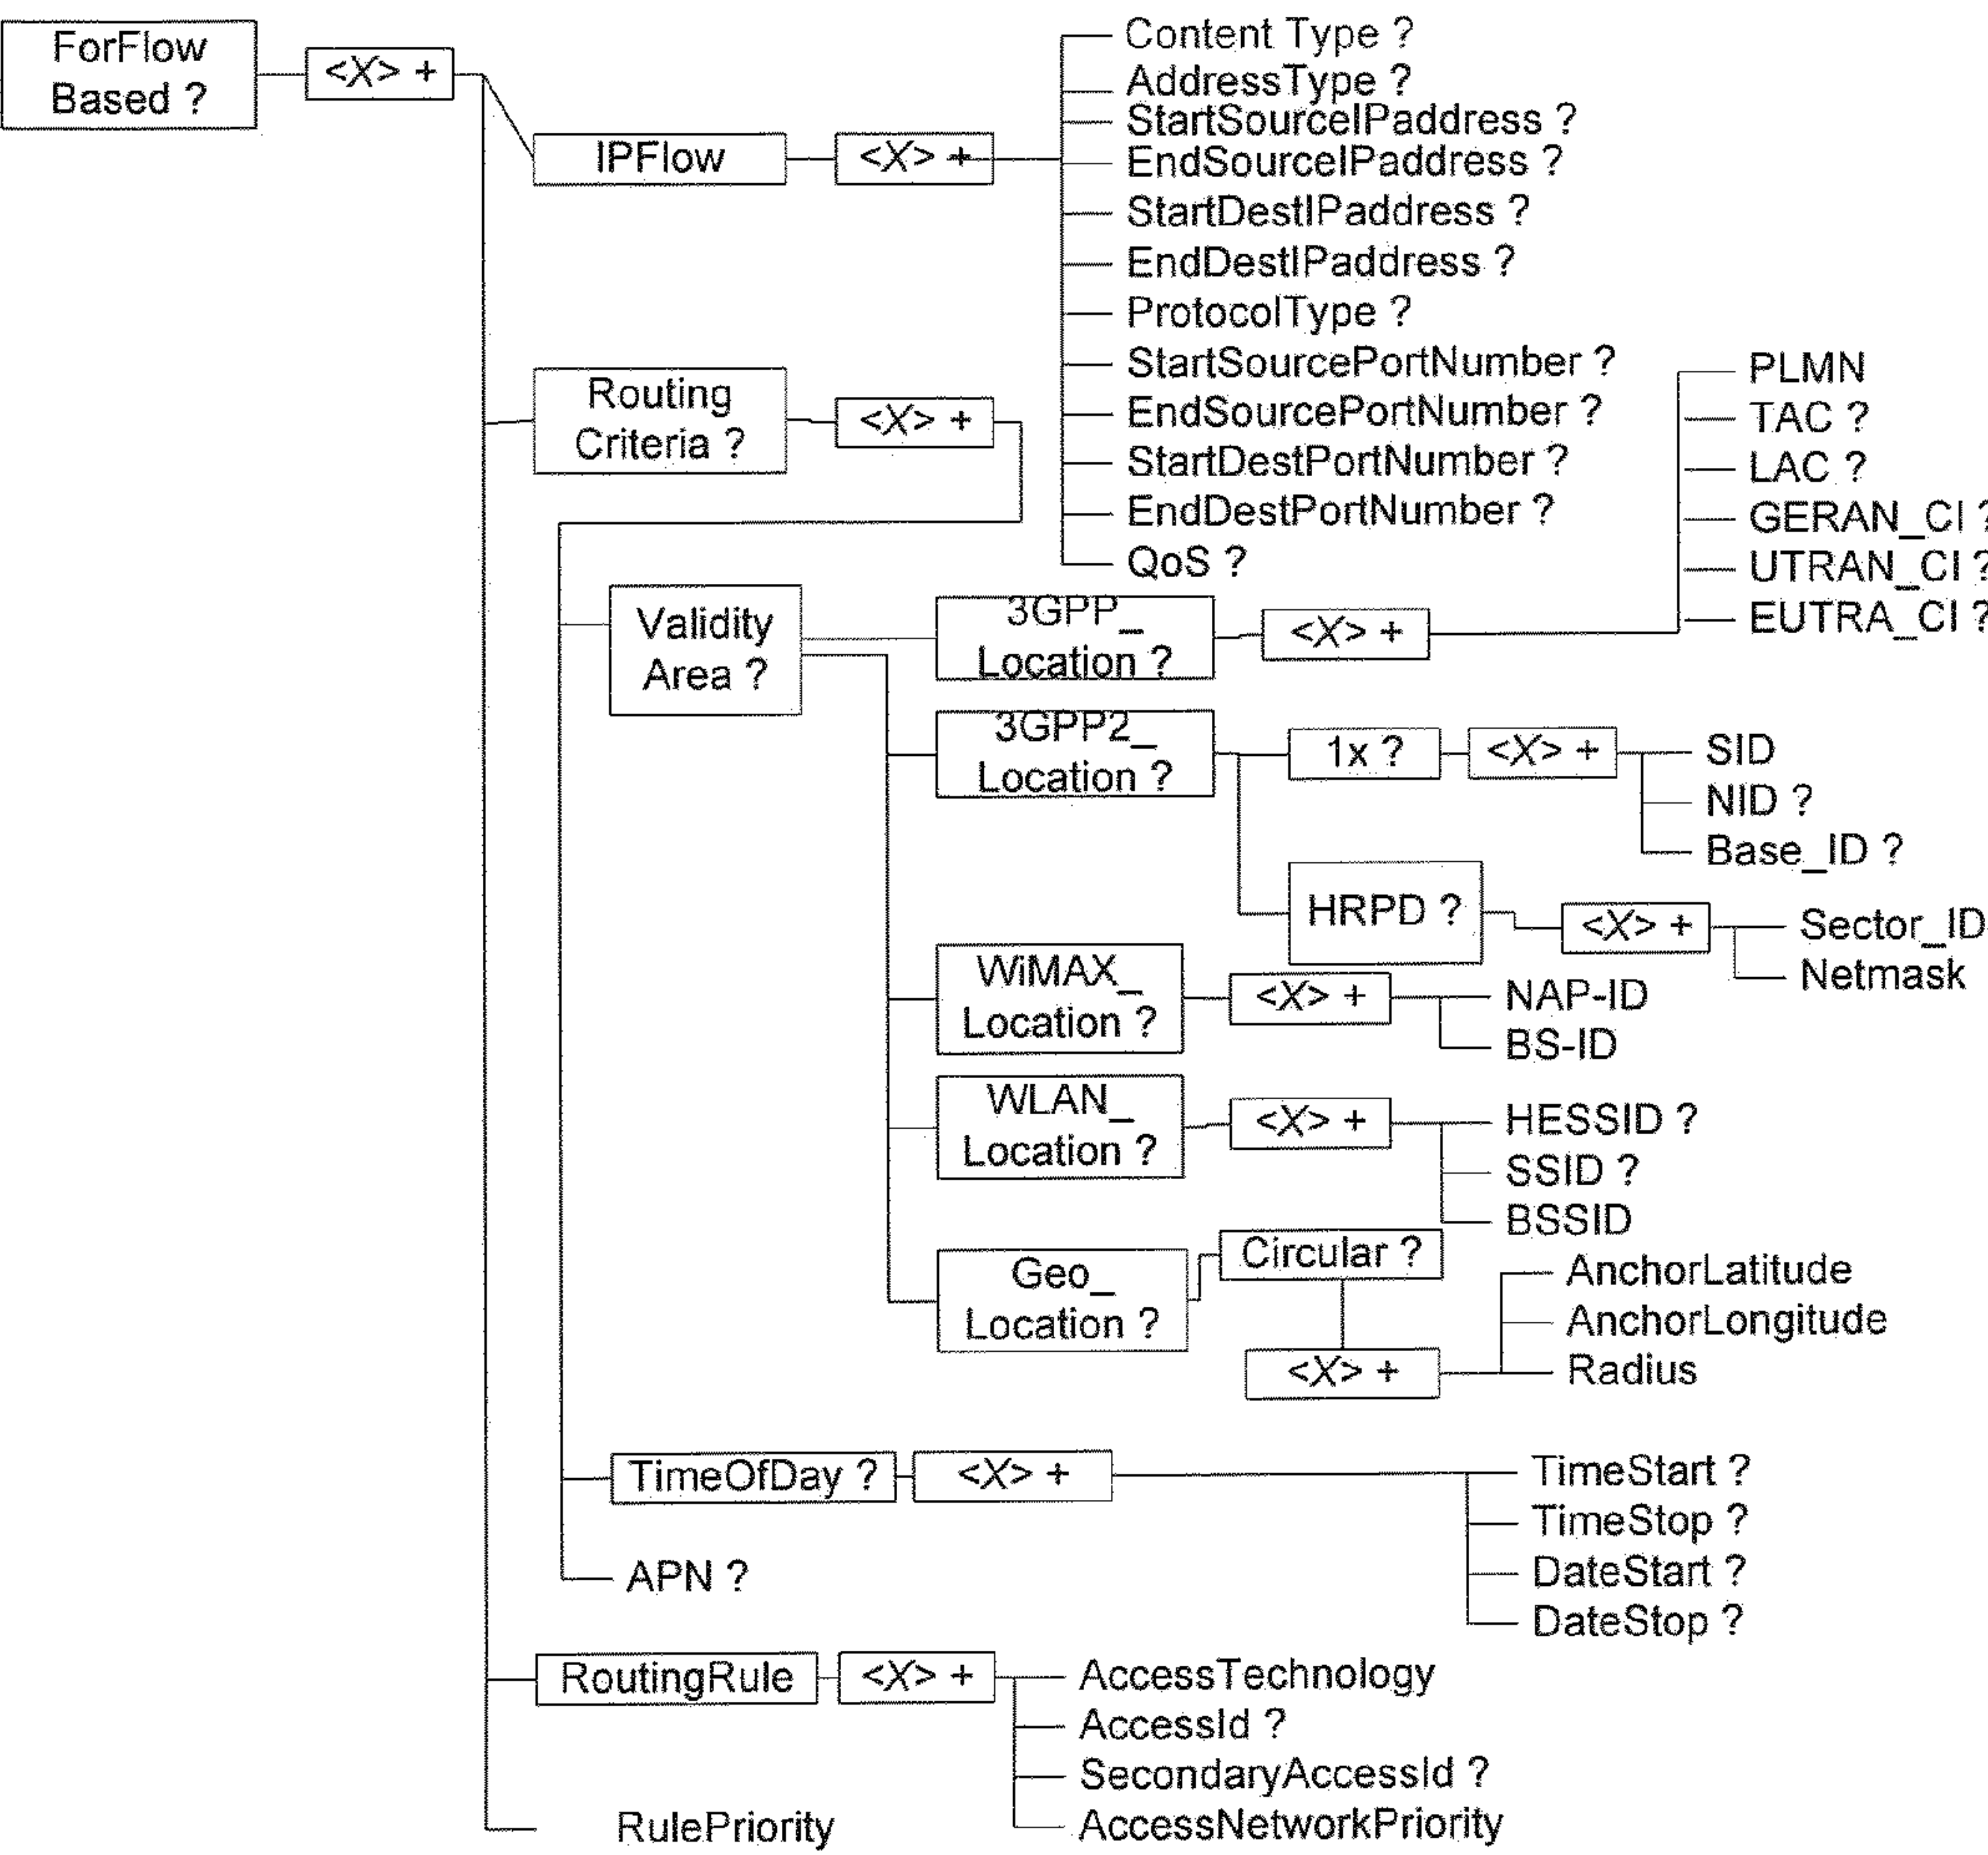 ForFlow
Based ?
<X> +
IPFlow
<X> +
Content Type ?
AddressType ?
StartSourceIPaddress ?
EndSourceIPaddress ?
StartDestIPaddress ?
EndDestIPaddress ?
ProtocolType ?
StartSourcePortNumber ?
EndSourcePortNumber ?
StartDestPortNumber ?
EndDestPortNumber ?
QoS ?
Routing
Criteria ?
<X> +
Validity
Area ?
3GPP_
Location ?
<X> +
PLMN
TAC ?
LAC ?
GERAN_CI ?
UTRAN_CI ?
EUTRA_CI ?
3GPP2_
Location ?
1x ?
<X> +
SID
NID ?
Base_ID ?
HRPD ?
<X> +
Sector_ID
Netmask
WiMAX_
Location ?
<X> +
NAP-ID
BS-ID
WLAN_
Location ?
<X> +
HESSID ?
SSID ?
BSSID
Geo_
Location ?
Circular ?
<X> +
AnchorLatitude
AnchorLongitude
Radius
TimeOfDay ?
<X> +
TimeStart ?
TimeStop ?
DateStart ?
DateStop ?
APN ?
RoutingRule
<X> +
AccessTechnology
AccessId ?
SecondaryAccessId ?
AccessNetworkPriority
RulePriority